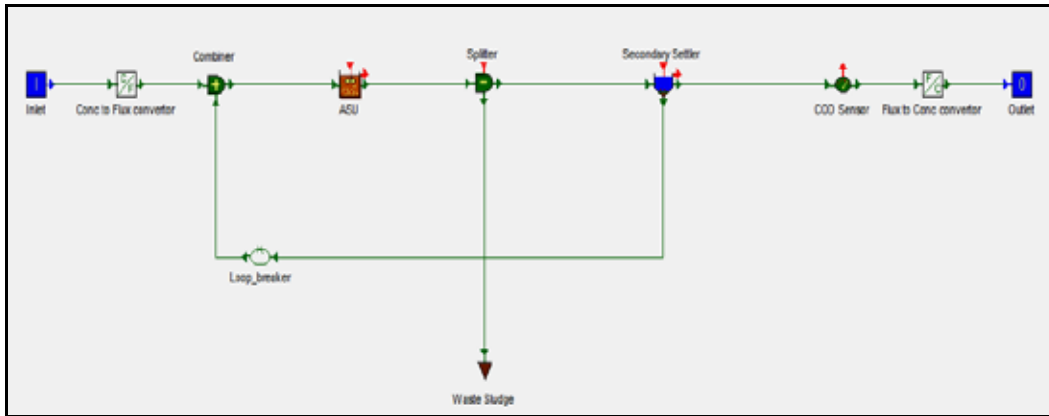 Combiner
Splitter
Secondary Settler
Inlet
Conc to Flux convertor
ASU
COD Sensor
Flux to Conc convertor
Outlet
Loop_breaker
Waste Sludge